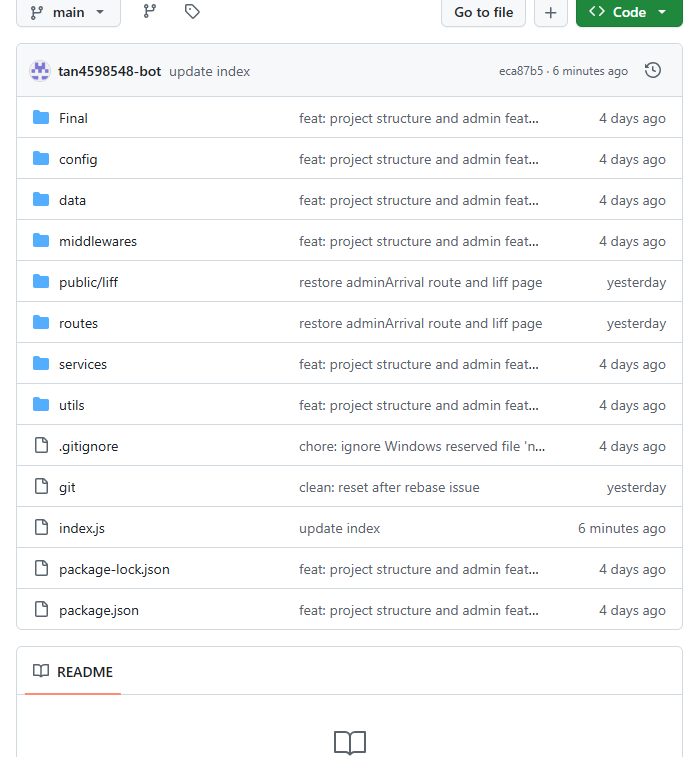 main Go to file Code
tan4598548-bot update index eca87b5 · 6 minutes ago
Final feat: project structure and admin feat... 4 days ago
config feat: project structure and admin feat... 4 days ago
data feat: project structure and admin feat... 4 days ago
middlewares feat: project structure and admin feat... 4 days ago
public/liff restore adminArrival route and liff page yesterday
routes restore adminArrival route and liff page yesterday
services feat: project structure and admin feat... 4 days ago
utils feat: project structure and admin feat... 4 days ago
.gitignore chore: ignore Windows reserved file 'n... 4 days ago
git clean: reset after rebase issue yesterday
index.js update index 6 minutes ago
package-lock.json feat: project structure and admin feat... 4 days ago
package.json feat: project structure and admin feat... 4 days ago
README